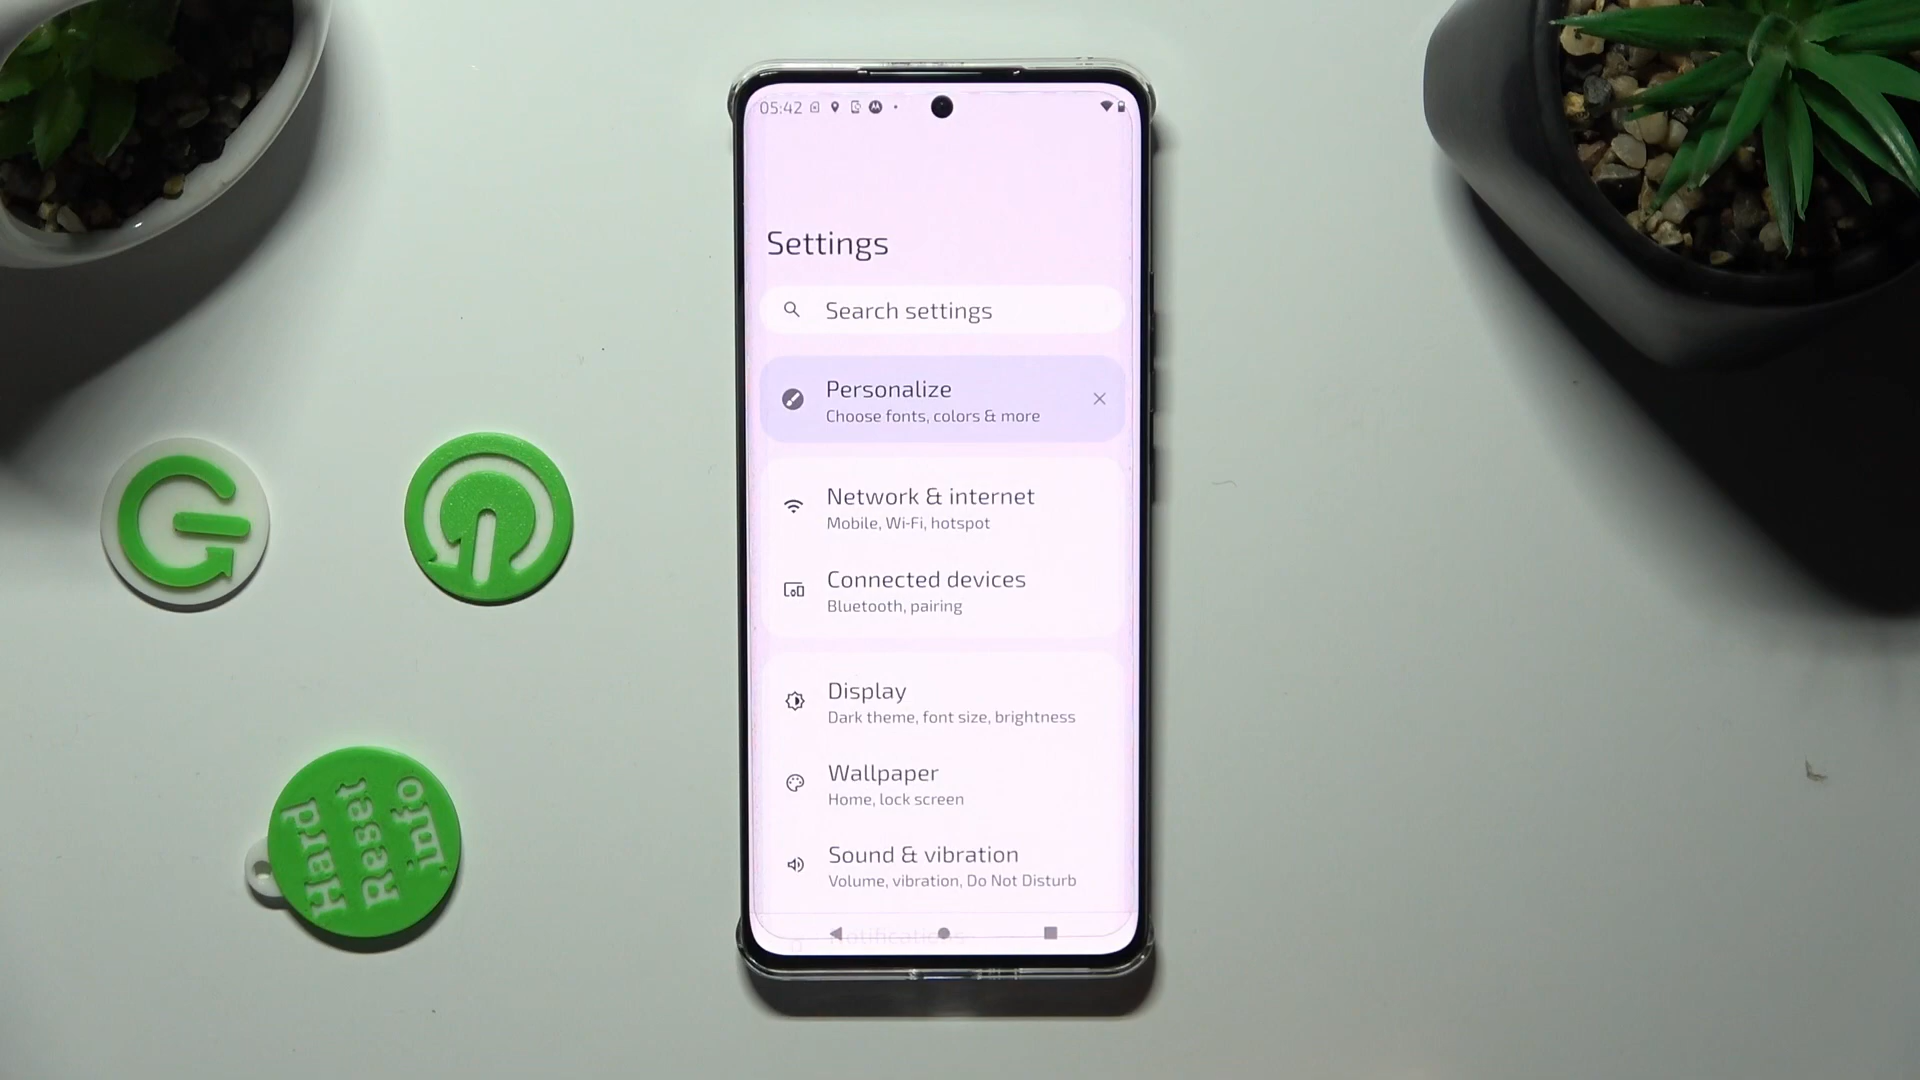 05:42
Settings
Search settings
Personalize
Choose fonts, colors & more
Network & internet
Mobile, Wi-Fi, hotspot
Connected devices
Bluetooth, pairing
Display
Dark theme, font size, brightness
Wallpaper
Home, lock screen
Sound & vibration
Volume, vibration, Do Not Disturb
Notifications
Hard
Reset
.info